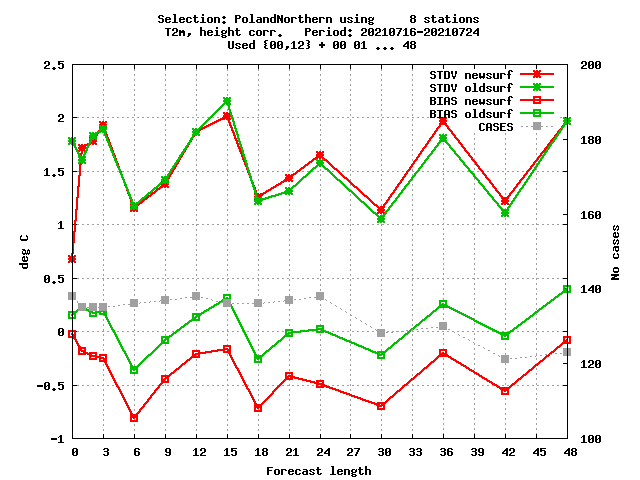 Selection: PolandNorthern using     8 stations
T2m, height corr.   Period: 20210716-20210724
Used {00,12} + 00 01 ... 48
STDV newsurf
STDV oldsurf
BIAS newsurf
BIAS oldsurf
CASES
deg C
2.5
2
1.5
1
0.5
0
-0.5
-1
200
180
160
140
120
100
No cases
0 3 6 9 12 15 18 21 24 27 30 33 36 39 42 45 48
Forecast length